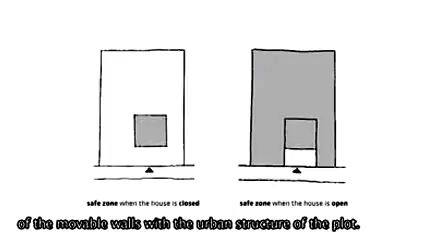 safe zone when the house is closed
safe zone when the house is open
of the movable walls with the urban structure of the plot.